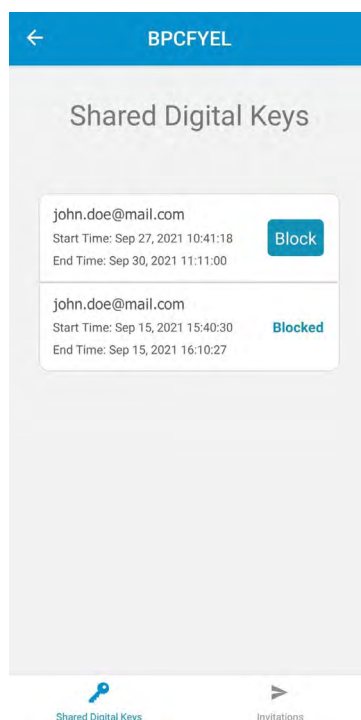 BPCFYEL
Shared Digital Keys
john.doe@mail.com
Start Time: Sep 27, 2021 10:41:18
End Time: Sep 30, 2021 11:11:00
Block
john.doe@mail.com
Start Time: Sep 15, 2021 15:40:30
End Time: Sep 15, 2021 16:10:27
Blocked
Shared Digital Keys
Invitations